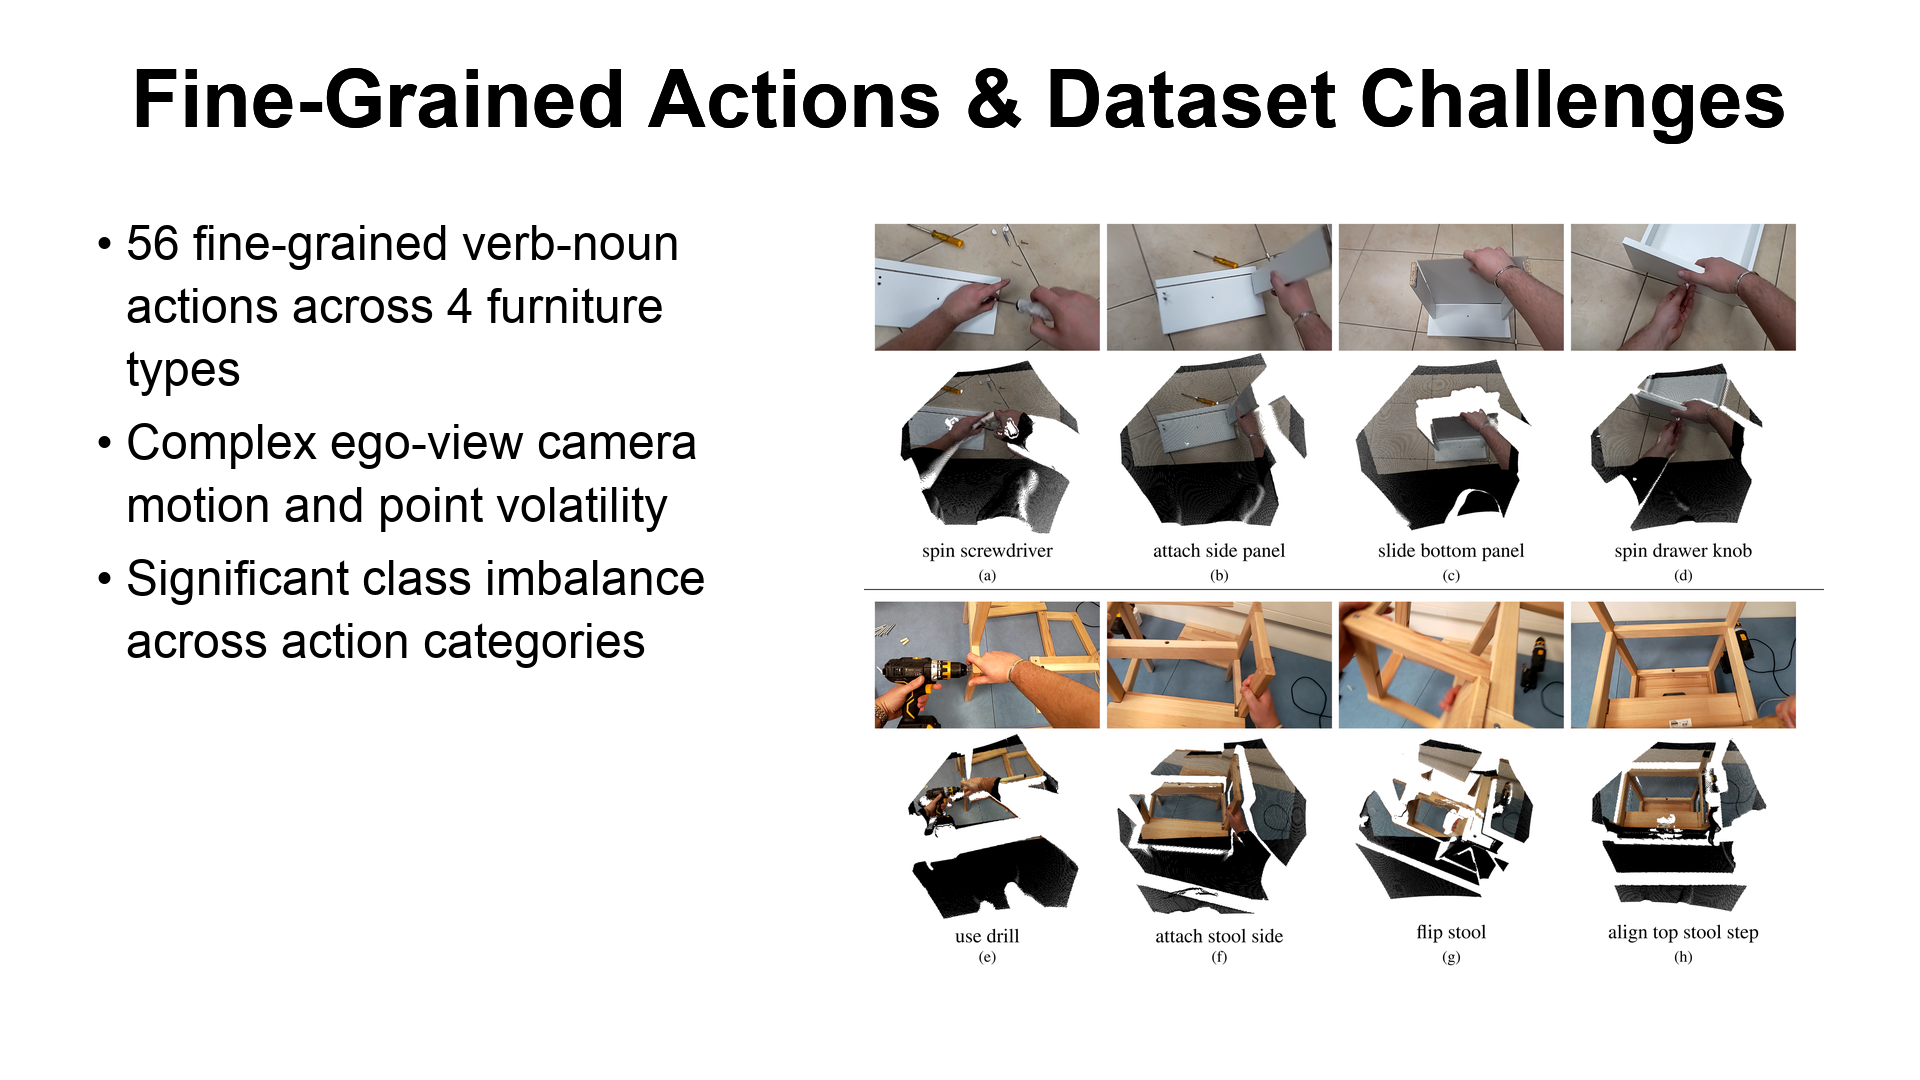 Fine-Grained Actions & Dataset Challenges
• 56 fine-grained verb-noun
actions across 4 furniture
types
• Complex ego-view camera
motion and point volatility
• Significant class imbalance
across action categories
spin screwdriver
(a)
attach side panel
(b)
slide bottom panel
(c)
spin drawer knob
(d)
use drill
(e)
attach stool side
(f)
flip stool
(g)
align top stool step
(h)